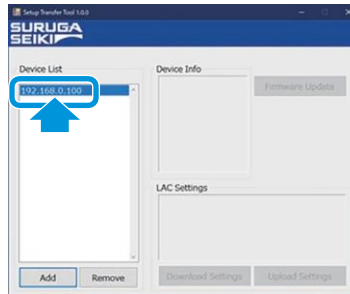 Setup Transfer Tool 1.0.0
SURUGA
SEIKI
Device List
192.168.0.100
Add
Remove
Device Info
Firmware Update
LAC Settings
Download Settings
Upload Settings